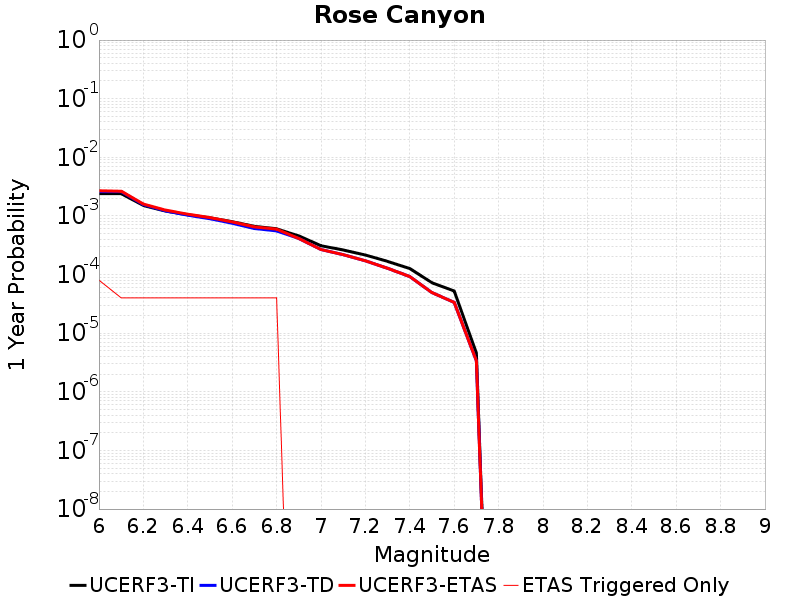 Rose Canyon
1 Year Probability
10^0
10^-1
10^-2
10^-3
10^-4
10^-5
10^-6
10^-7
10^-8
6 6.2 6.4 6.6 6.8 7 7.2 7.4 7.6 7.8 8 8.2 8.4 8.6 8.8 9
Magnitude
UCERF3-TI UCERF3-TD UCERF3-ETAS ETAS Triggered Only